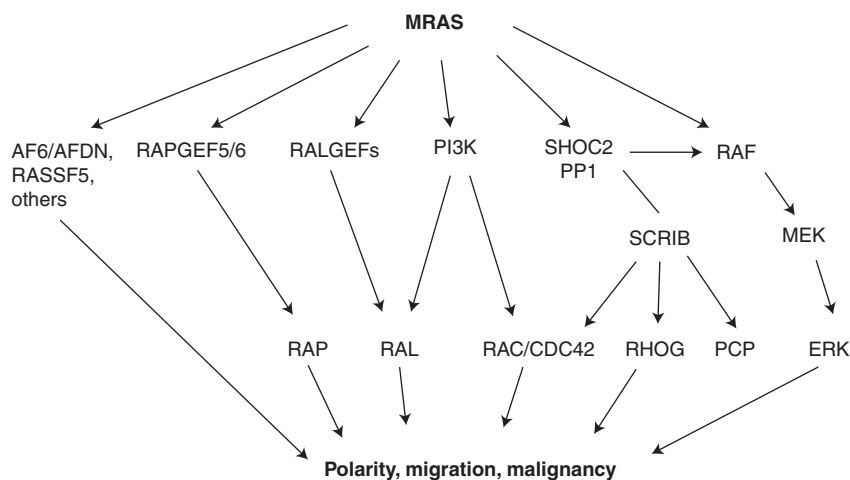 MRAS
AF6/AFDN,
RASSF5,
others
RAPGEF5/6
RALGEFs
PI3K
SHOC2
PP1
RAF
SCRIB
MEK
RAP
RAL
RAC/CDC42
RHOG
PCP
ERK
Polarity, migration, malignancy